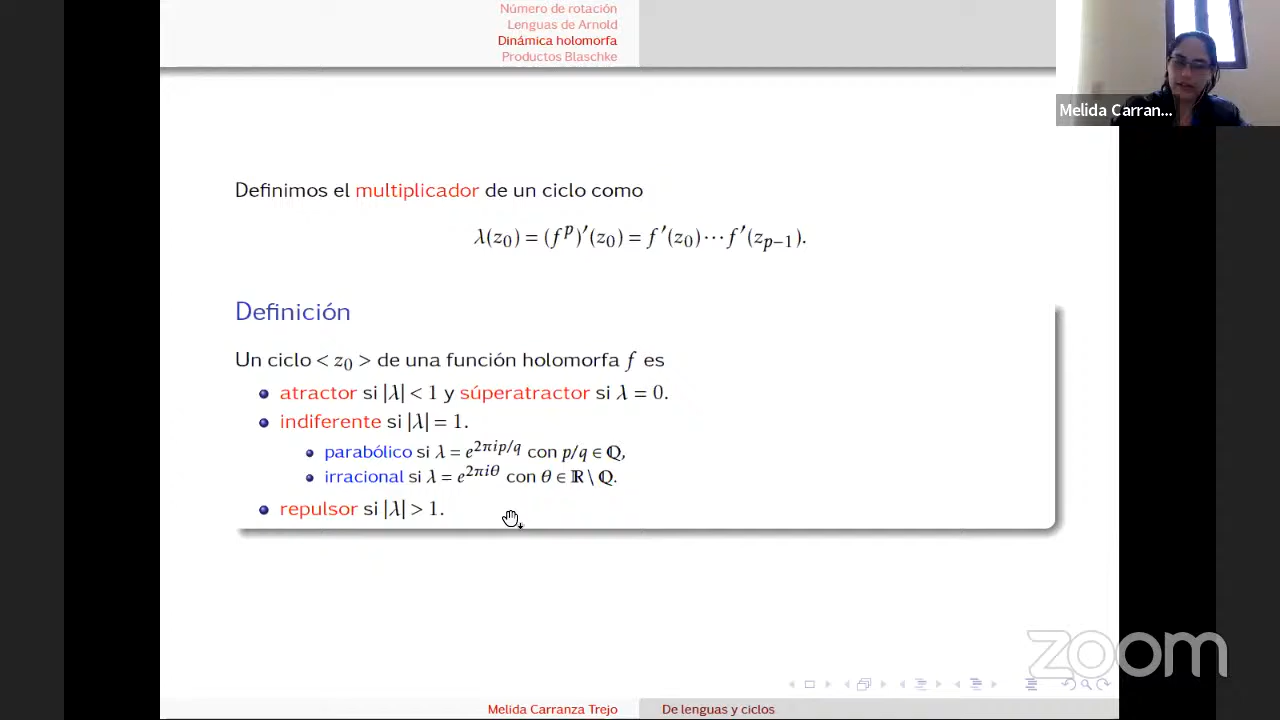 Número de rotación
Lenguas de Arnold
Dinámica holomorfa
Productos Blaschke
Melida Carran...
Definimos el multiplicador de un ciclo como
λ(z₀) = (fᵖ)′(z₀) = f′(z₀)⋯f′(zₚ₋₁).
Definición
Un ciclo < z₀ > de una función holomorfa f es
atractor si |λ| < 1 y súperatractor si λ = 0.
indiferente si |λ| = 1.
parabólico si λ = e^{2πip/q} con p/q ∈ ℚ,
irracional si λ = e^{2πiθ} con θ ∈ ℝ \ ℚ.
repulsor si |λ| > 1.
zoom
Melida Carranza Trejo
De lenguas y ciclos